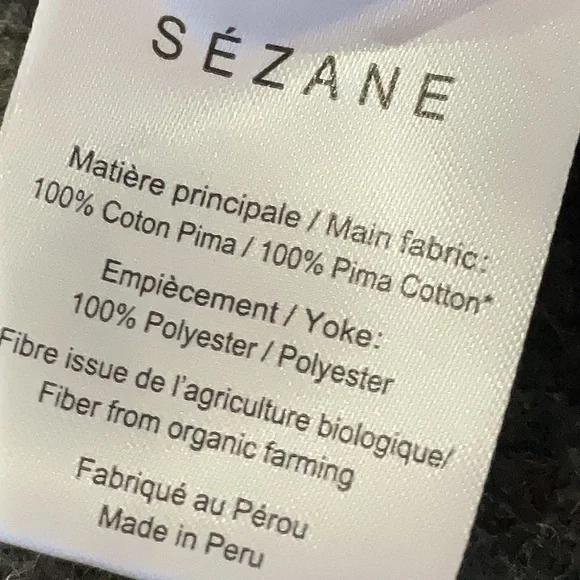 SÉZANE
Matière principale / Main fabric:
100% Coton Pima / 100% Pima Cotton*
Empiècement / Yoke:
100% Polyester / Polyester
Fibre issue de l'agriculture biologique/
Fiber from organic farming
Fabriqué au Pérou
Made in Peru